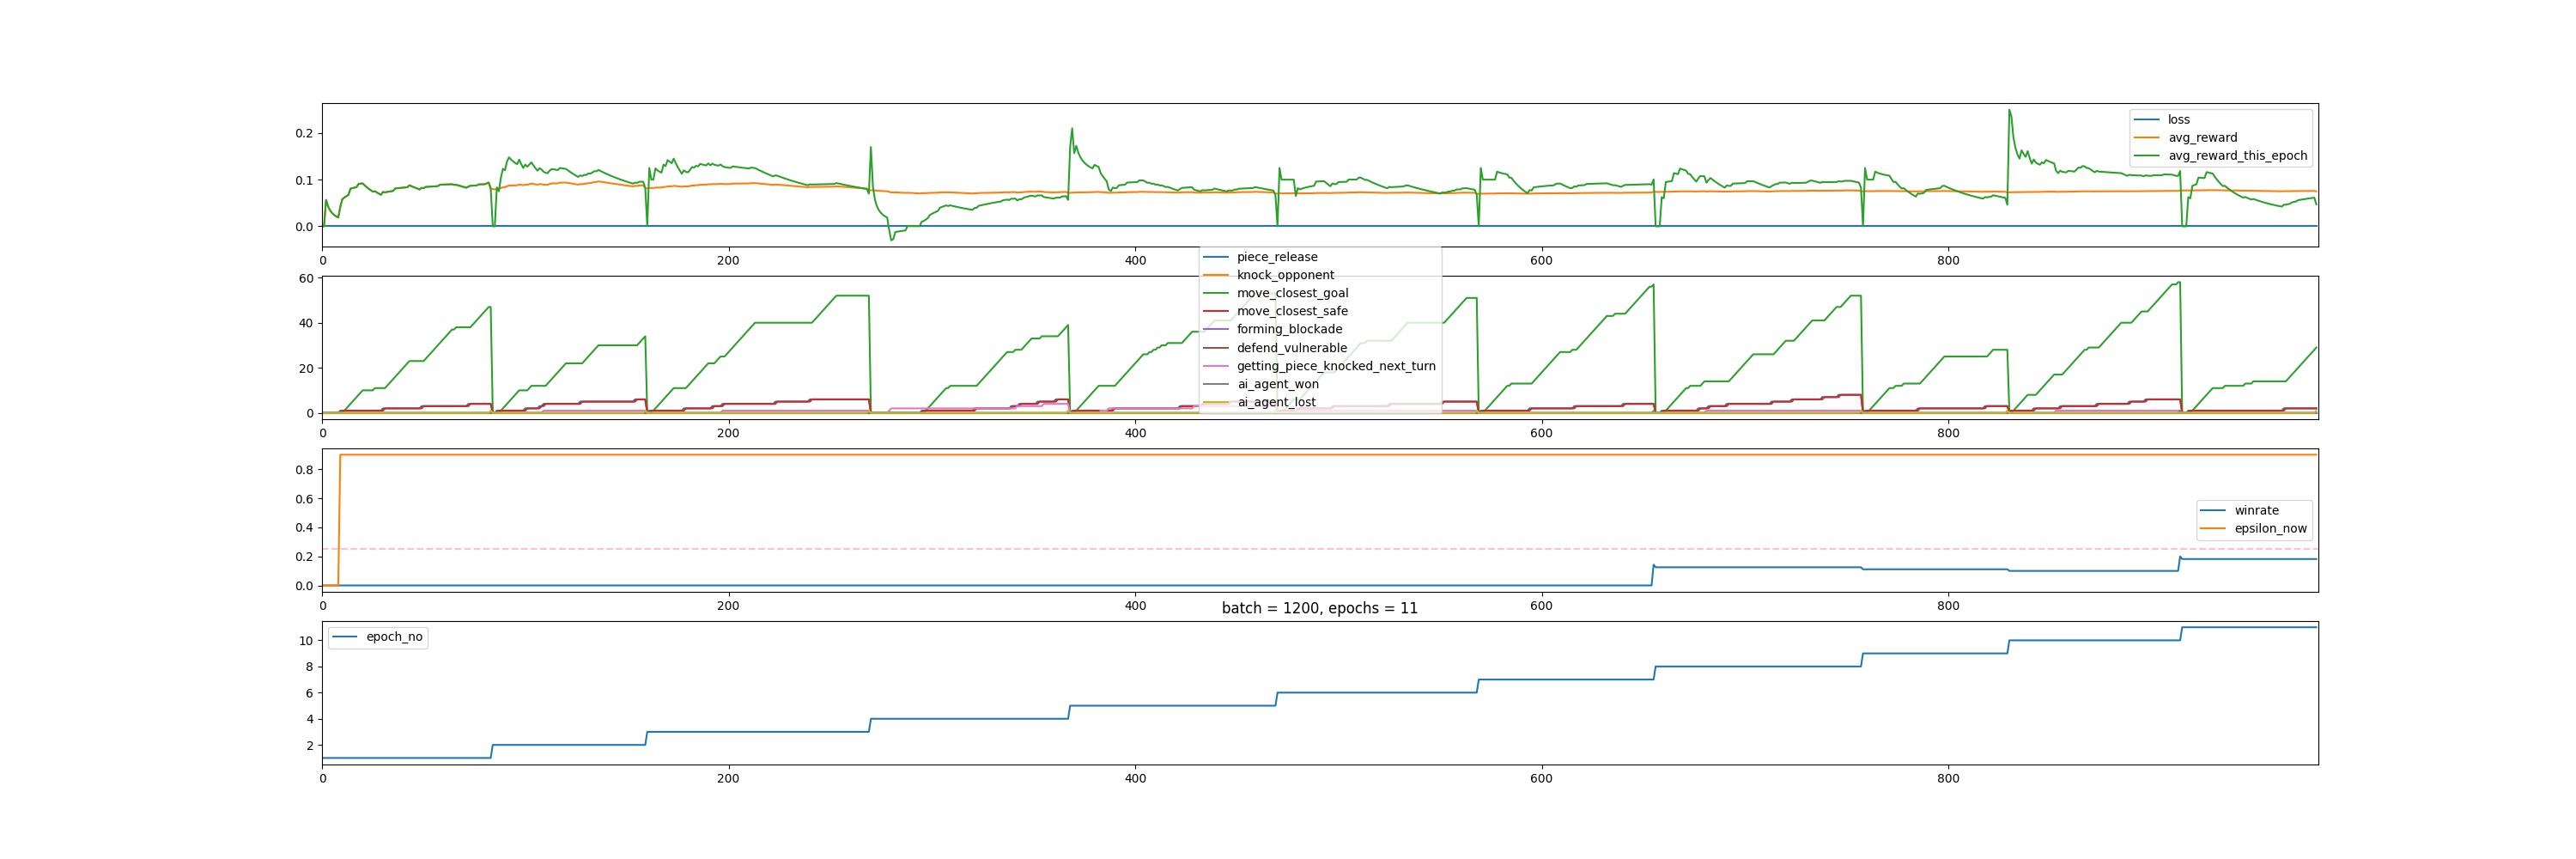 0.2
0.1
0.0
loss
avg_reward
avg_reward_this_epoch
0 200 400 600 800
60
40
20
0
piece_release
knock_opponent
move_closest_goal
move_closest_safe
forming_blockade
defend_vulnerable
getting_piece_knocked_next_turn
ai_agent_won
ai_agent_lost
0 200 400 600 800
0.8
0.6
0.4
0.2
0.0
winrate
epsilon_now
0 200 400 600 800
batch = 1200, epochs = 11
10
8
6
4
2
epoch_no
0 200 400 600 800